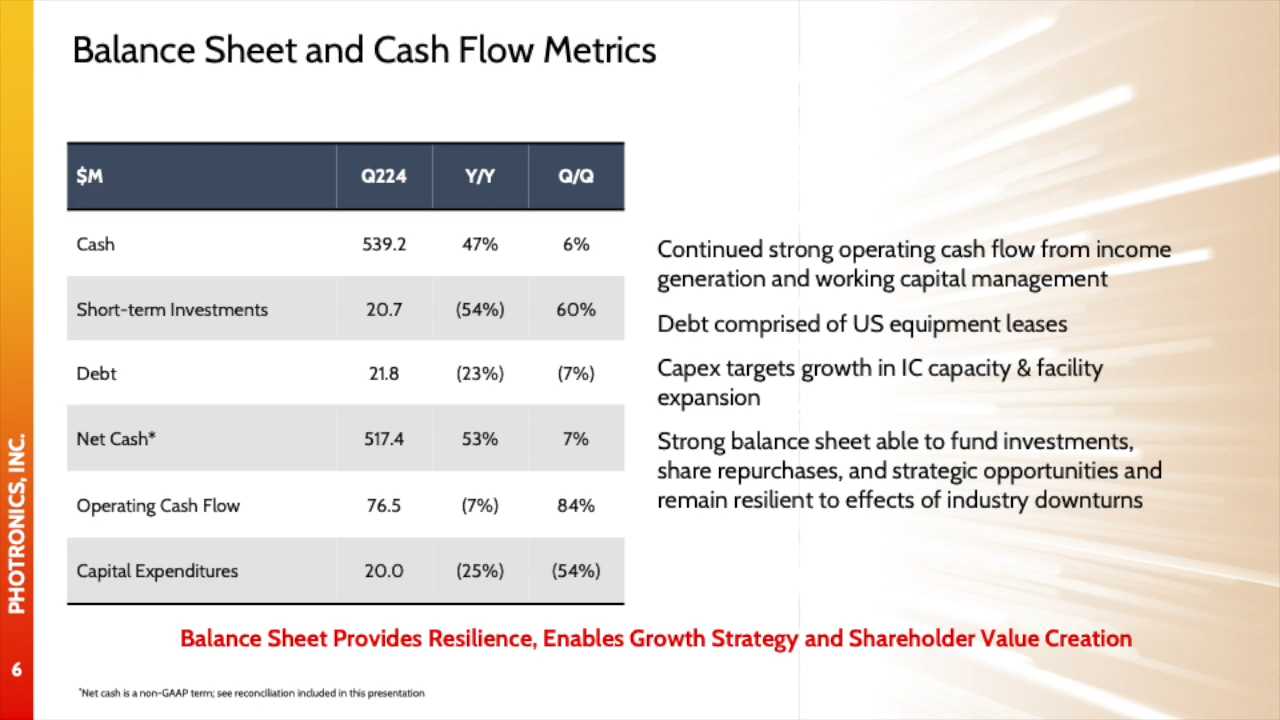 Balance Sheet and Cash Flow Metrics
$M Q224 Y/Y Q/Q
Cash 539.2 47% 6%
Short-term Investments 20.7 (54%) 60%
Debt 21.8 (23%) (7%)
Net Cash* 517.4 53% 7%
Operating Cash Flow 76.5 (7%) 84%
Capital Expenditures 20.0 (25%) (54%)
Continued strong operating cash flow from income
generation and working capital management
Debt comprised of US equipment leases
Capex targets growth in IC capacity & facility
expansion
Strong balance sheet able to fund investments,
share repurchases, and strategic opportunities and
remain resilient to effects of industry downturns
Balance Sheet Provides Resilience, Enables Growth Strategy and Shareholder Value Creation
*Net cash is a non-GAAP term; see reconciliation included in this presentation
PHOTRONICS, INC.
6